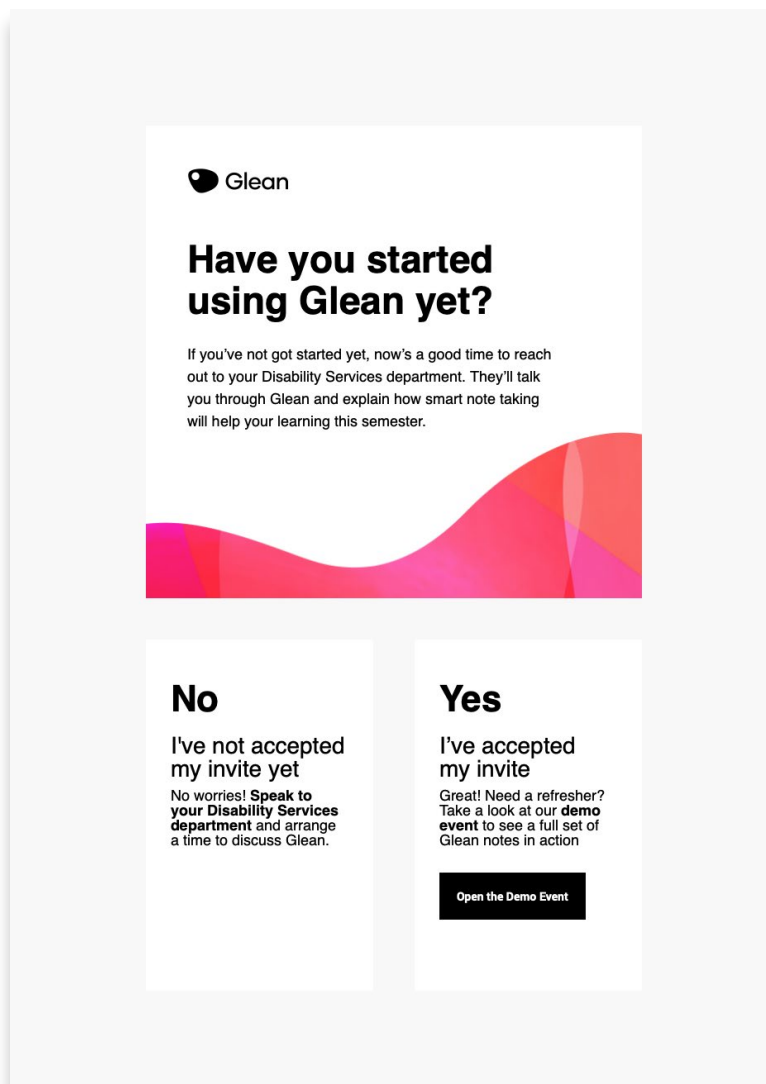 Glean
Have you started
using Glean yet?
If you’ve not got started yet, now’s a good time to reach
out to your Disability Services department. They’ll talk
you through Glean and explain how smart note taking
will help your learning this semester.
No
I've not accepted
my invite yet
No worries! Speak to
your Disability Services
department and arrange
a time to discuss Glean.
Yes
I’ve accepted
my invite
Great! Need a refresher?
Take a look at our demo
event to see a full set of
Glean notes in action
Open the Demo Event